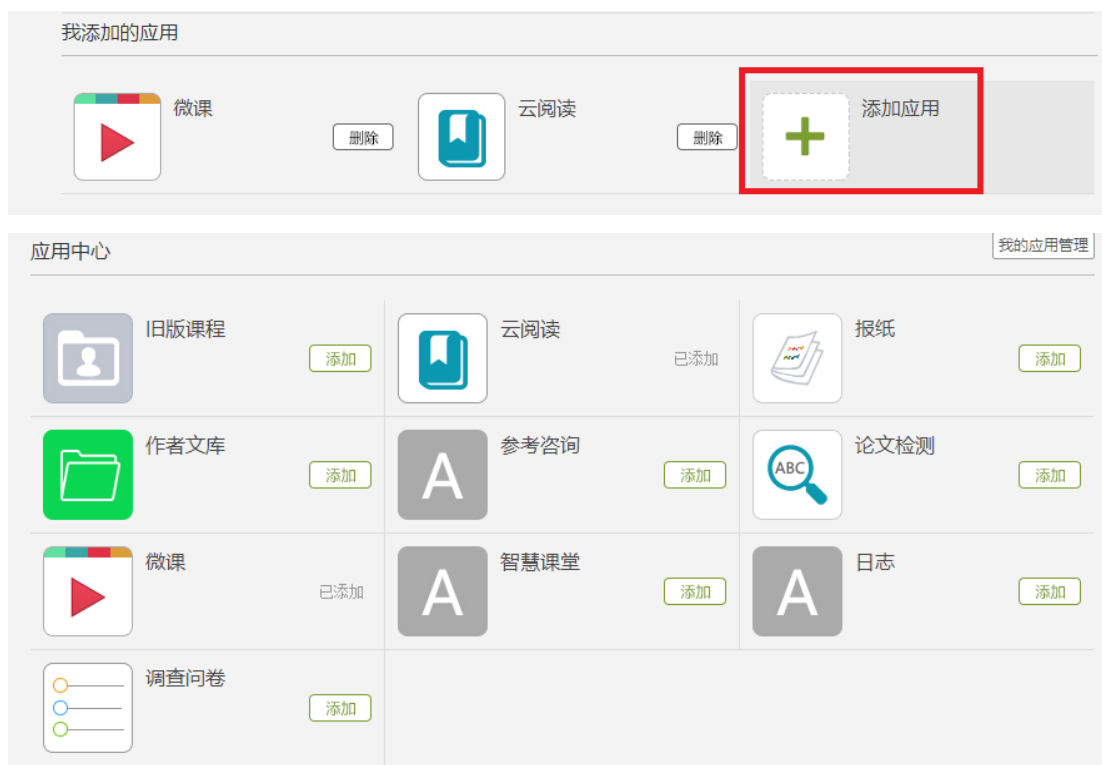 我添加的应用
微课
删除
云阅读
删除
添加应用
应用中心
我的应用管理
旧版课程
添加
云阅读
已添加
报纸
添加
作者文库
添加
A
参考咨询
添加
ABC
论文检测
添加
微课
已添加
A
智慧课堂
添加
A
日志
添加
调查问卷
添加